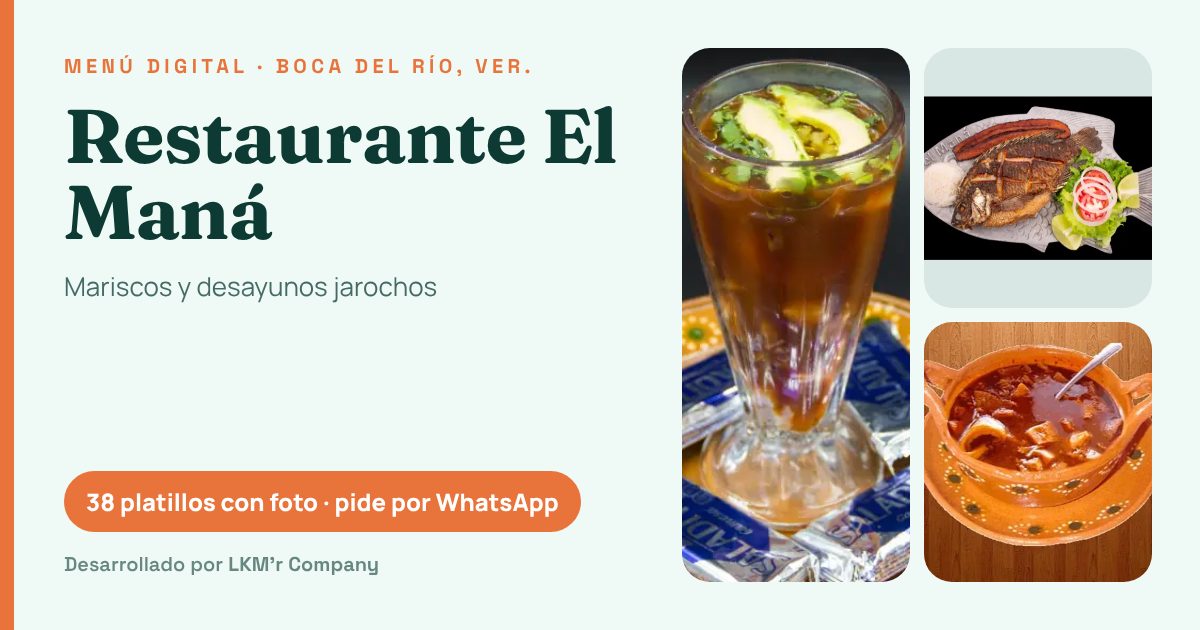 MENÚ DIGITAL · BOCA DEL RÍO, VER.
Restaurante El
Maná
Mariscos y desayunos jarochos
38 platillos con foto · pide por WhatsApp
Desarrollado por LKM’r Company
SALADI